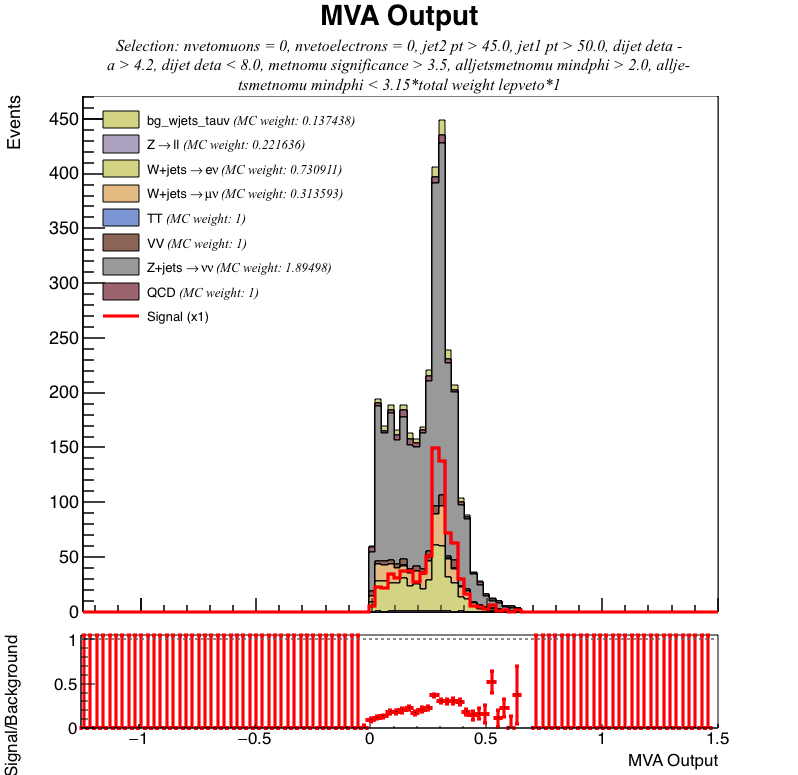 MVA Output
Selection: nvetomuons = 0, nvetoelectrons = 0, jet2 pt > 45.0, jet1 pt > 50.0, dijet deta -
a > 4.2, dijet deta < 8.0, metnomu significance > 3.5, alljetsmetnomu mindphi > 2.0, allje-
tsmetnomu mindphi < 3.15*total weight lepveto*1
Events
450
400
350
300
250
200
150
100
50
0
bg_wjets_tauν (MC weight: 0.137438)
Z → ll (MC weight: 0.221636)
W+jets → eν (MC weight: 0.730911)
W+jets → μν (MC weight: 0.313593)
TT (MC weight: 1)
VV (MC weight: 1)
Z+jets → νν (MC weight: 1.89498)
QCD (MC weight: 1)
Signal (x1)
Signal/Background
1
0.5
0
−1 −0.5 0 0.5 1 1.5
MVA Output